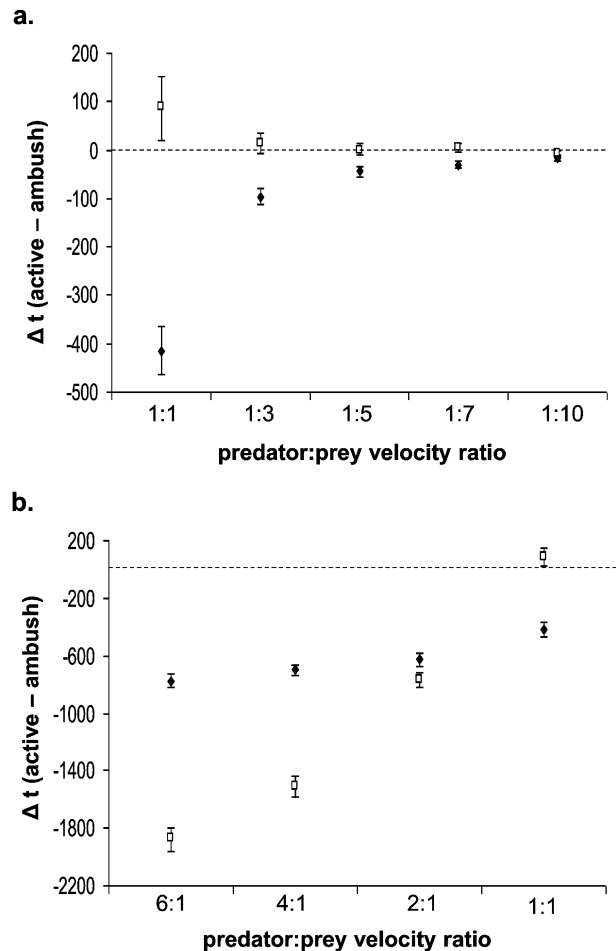 a.
200
100
0
-100
-200
-300
-400
-500
Δ t (active – ambush)
1:1 1:3 1:5 1:7 1:10
predator:prey velocity ratio
b.
200
-200
-600
-1000
-1400
-1800
-2200
Δ t (active – ambush)
6:1 4:1 2:1 1:1
predator:prey velocity ratio